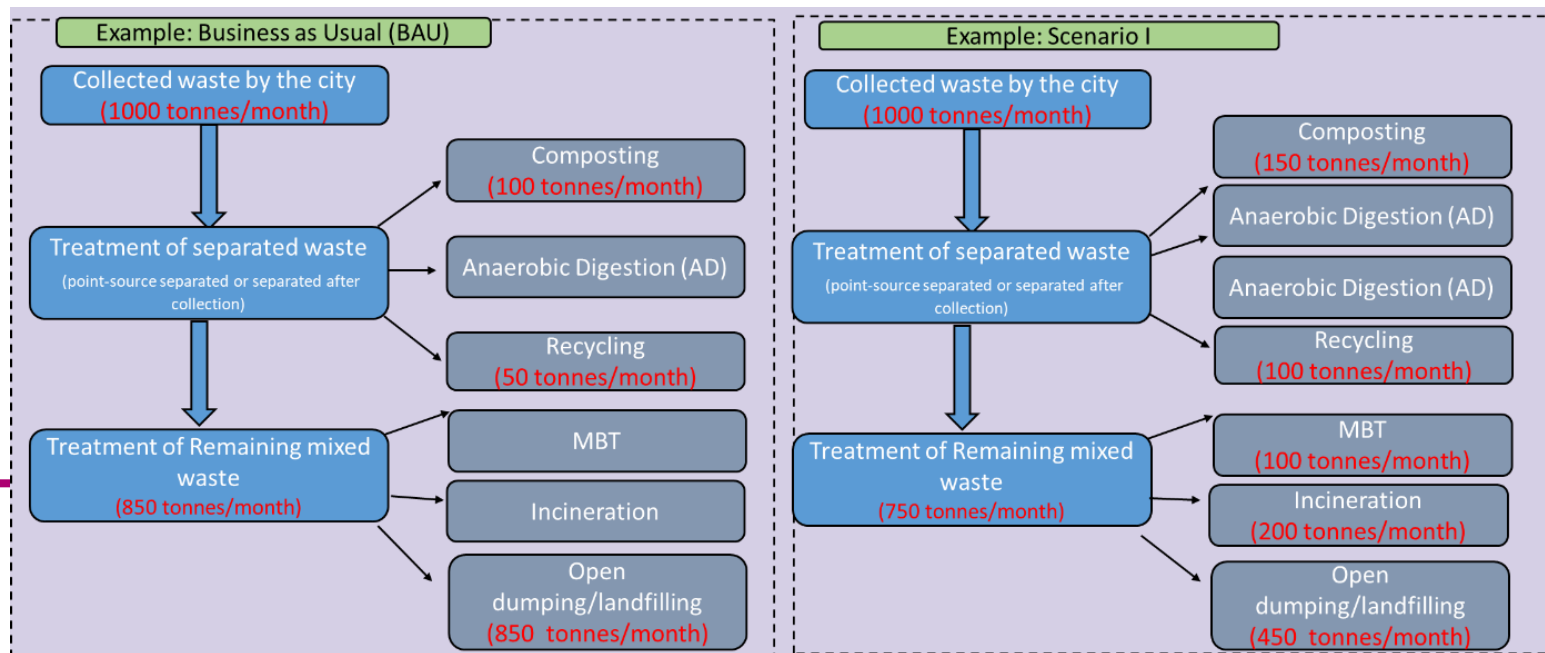 Example: Business as Usual (BAU)
Collected waste by the city
(1000 tonnes/month)
Composting
(100 tonnes/month)
Treatment of separated waste
(point-source separated or separated after
collection)
Anaerobic Digestion (AD)
Recycling
(50 tonnes/month)
Treatment of Remaining mixed
waste
(850 tonnes/month)
MBT
Incineration
Open
dumping/landfilling
(850 tonnes/month)
Example: Scenario I
Collected waste by the city
(1000 tonnes/month)
Composting
(150 tonnes/month)
Anaerobic Digestion (AD)
Treatment of separated waste
(point-source separated or separated after
collection)
Anaerobic Digestion (AD)
Recycling
(100 tonnes/month)
Treatment of Remaining mixed
waste
(750 tonnes/month)
MBT
(100 tonnes/month)
Incineration
(200 tonnes/month)
Open
dumping/landfilling
(450 tonnes/month)